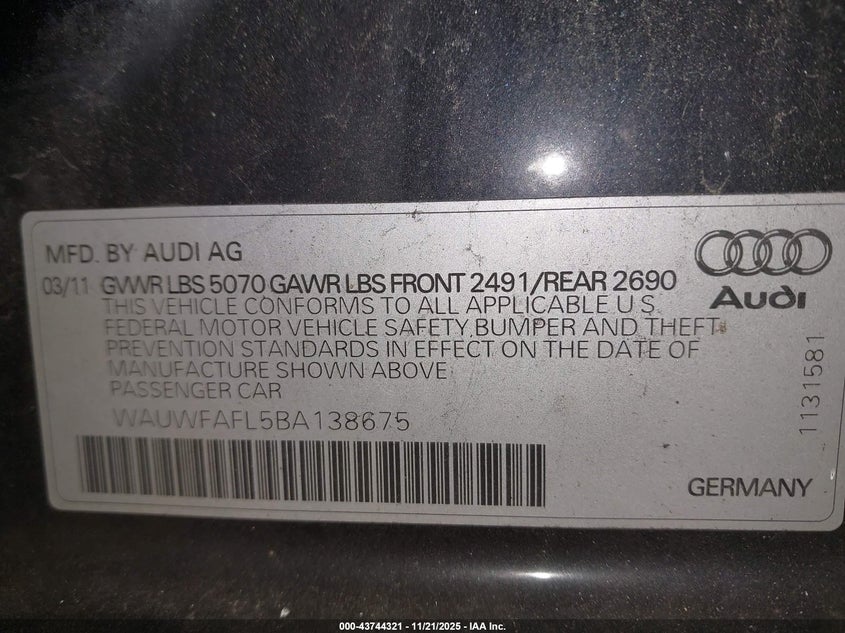 MFD. BY AUDI AG
03/11 GVWR LBS 5070 GAWR LBS FRONT 2491/REAR 2690
THIS VEHICLE CONFORMS TO ALL APPLICABLE U S
FEDERAL MOTOR VEHICLE SAFETY, BUMPER AND THEFT
PREVENTION STANDARDS IN EFFECT ON THE DATE OF
MANUFACTURE SHOWN ABOVE
PASSENGER CAR
WAUWFAFL5BA138675
Audi
1131581
GERMANY
000-43744321 - 11/21/2025 - IAA Inc.